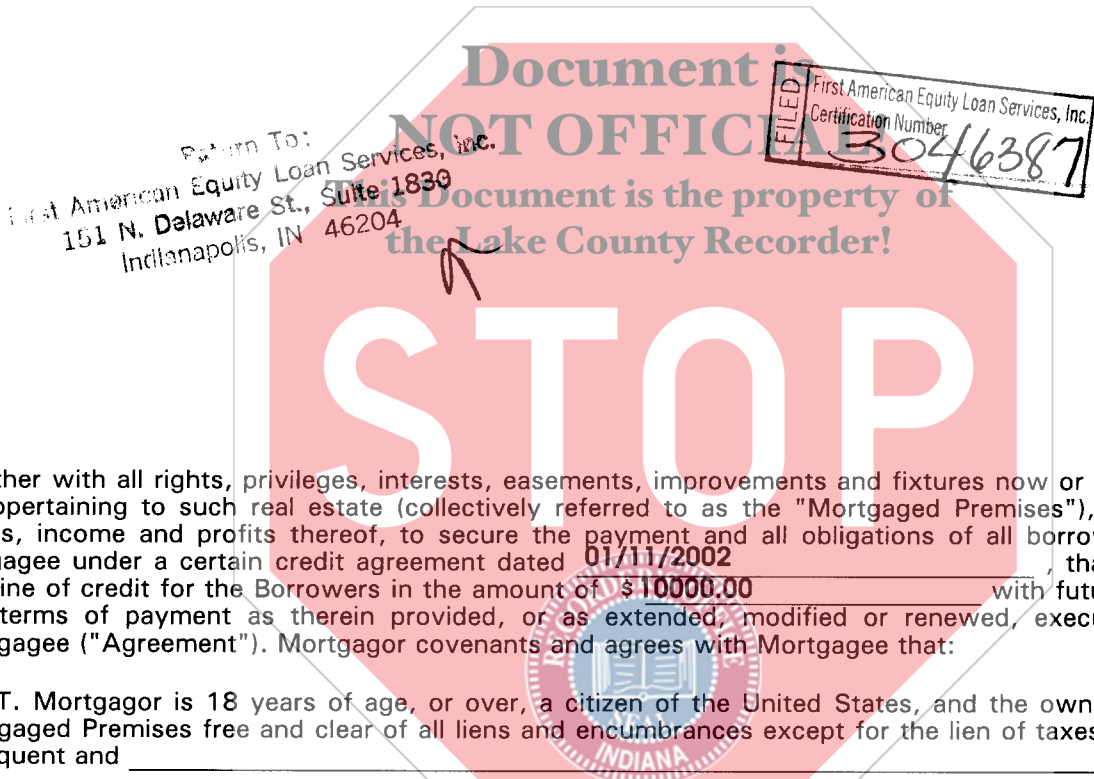 Document is
NOT OFFICIAL!
This Document is the property of
the Lake County Recorder!
FILED
First American Equity Loan Services, Inc.
Certification Number
3046387
Return To:
First American Equity Loan Services, Inc.
151 N. Delaware St., Suite 1830
Indianapolis, IN 46204
STOP
ther with all rights, privileges, interests, easements, improvements and fixtures now or
ppertaining to such real estate (collectively referred to as the "Mortgaged Premises"),
s, income and profits thereof, to secure the payment and all obligations of all borrow
gagee under a certain credit agreement dated 01/11/2002 , tha
ine of credit for the Borrowers in the amount of $ 10000.00 with futu
terms of payment as therein provided, or as extended, modified or renewed, execu
gagee ("Agreement"). Mortgagor covenants and agrees with Mortgagee that:
T. Mortgagor is 18 years of age, or over, a citizen of the United States, and the own
gaged Premises free and clear of all liens and encumbrances except for the lien of taxes
quent and
RECORDER
SEAL
INDIANA